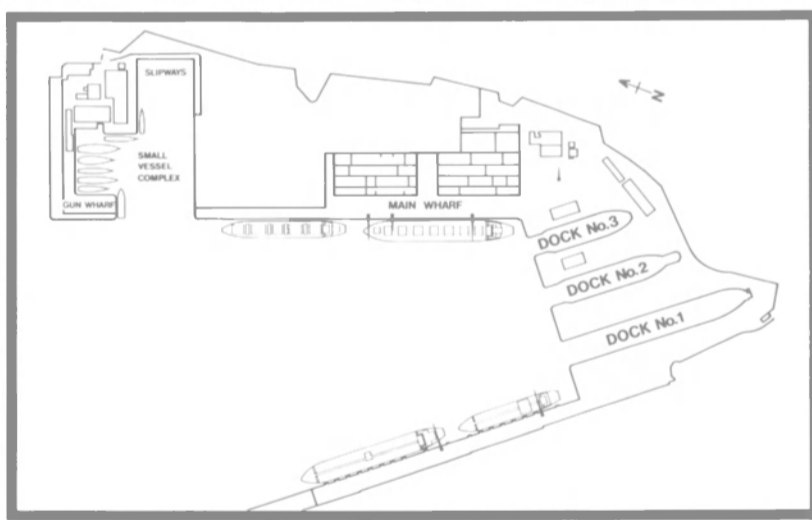 SLIPWAYS
N
SMALL
VESSEL
COMPLEX
GUN WHARF
MAIN WHARF
DOCK No.3
DOCK No.2
DOCK No.1